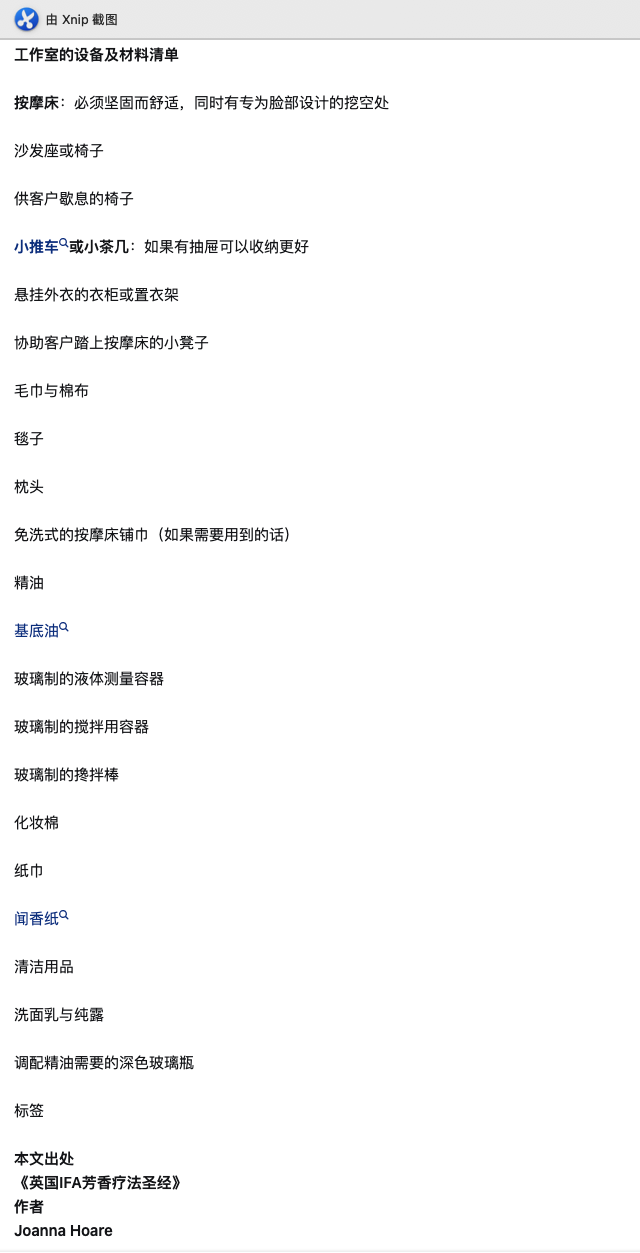 由 Xnip 截图
工作室的设备及材料清单
按摩床：必须坚固而舒适，同时有专为脸部设计的挖空处
沙发座或椅子
供客户歇息的椅子
小推车或小茶几：如果有抽屉可以收纳更好
悬挂外衣的衣柜或置衣架
协助客户踏上按摩床的小凳子
毛巾与棉布
毯子
枕头
免洗式的按摩床铺巾（如果需要用到的话）
精油
基底油
玻璃制的液体测量容器
玻璃制的搅拌用容器
玻璃制的搀拌棒
化妆棉
纸巾
闻香纸
清洁用品
洗面乳与纯露
调配精油需要的深色玻璃瓶
标签
本文出处
《英国IFA芳香疗法圣经》
作者
Joanna Hoare